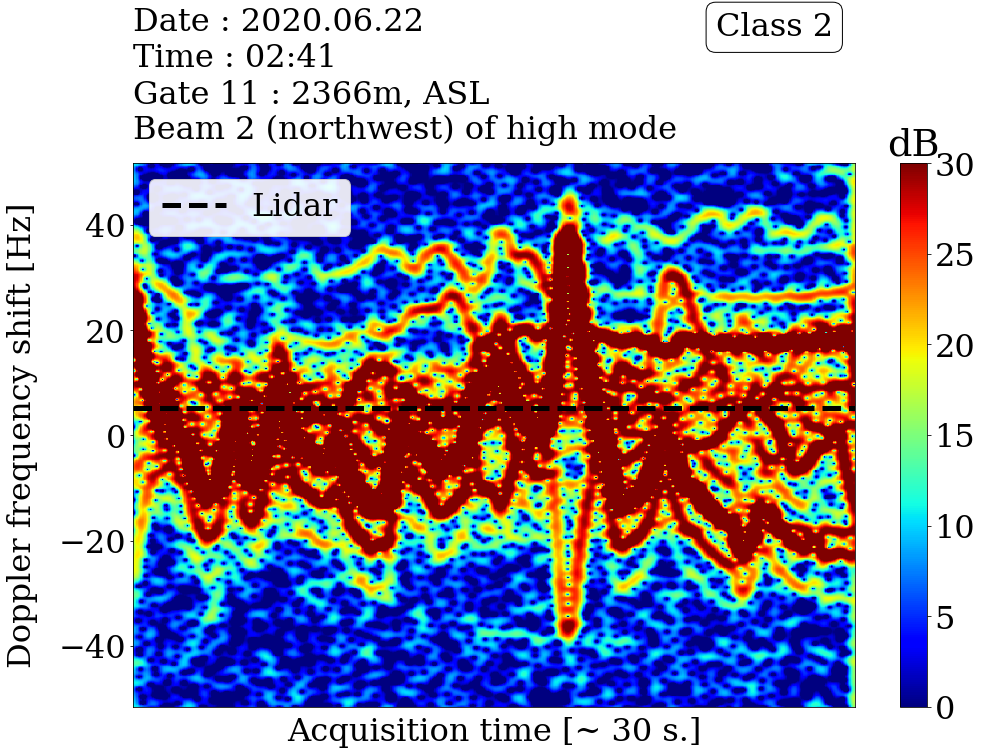 Date : 2020.06.22
Time : 02:41
Gate 11 : 2366m, ASL
Beam 2 (northwest) of high mode
Class 2
dB
Lidar
Doppler frequency shift [Hz]
40
20
0
−20
−40
30
25
20
15
10
5
0
Acquisition time [~ 30 s.]